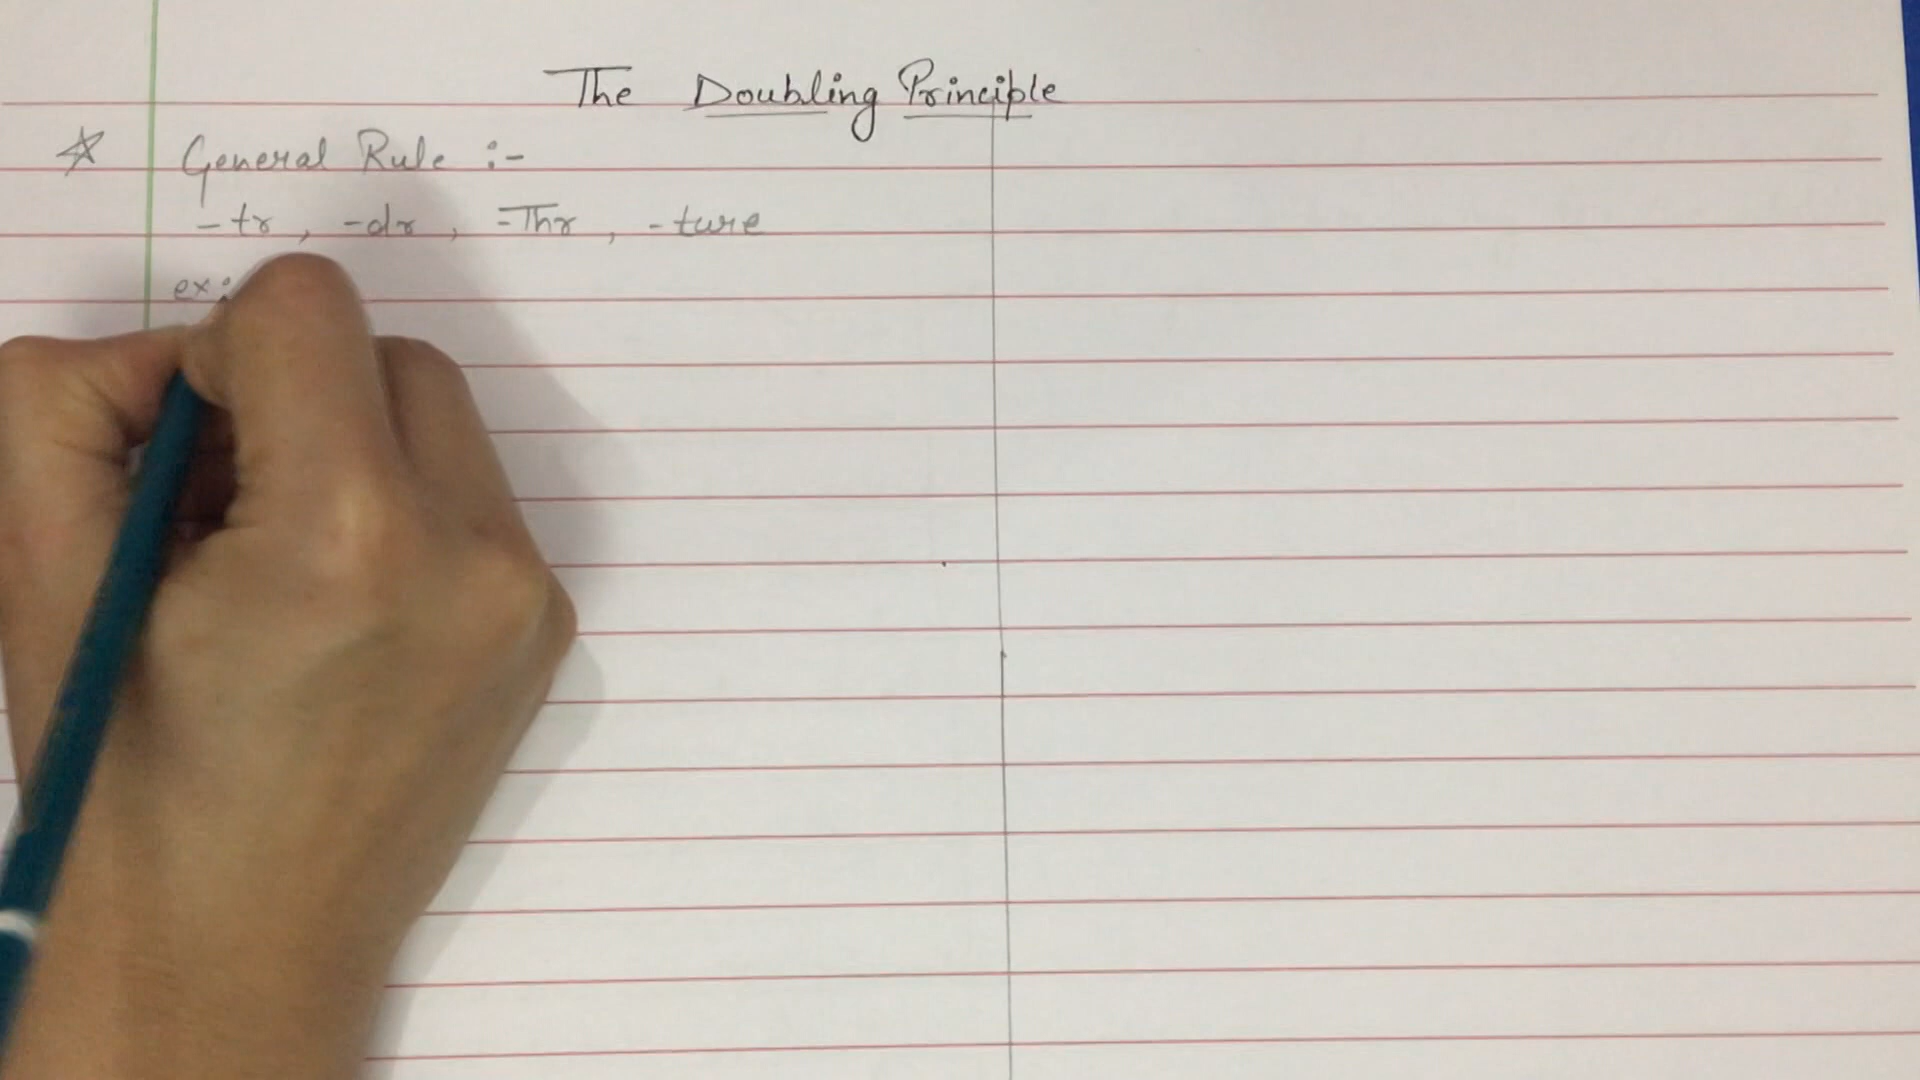 The Doubling Principle
☆ General Rule :-
-tr, -dr, -Thr, -ture
ex: